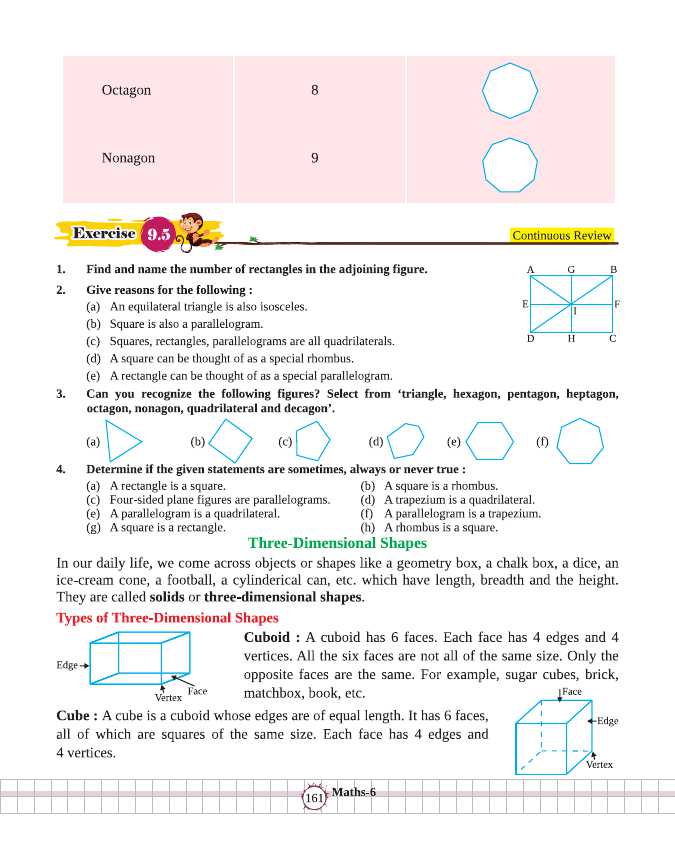 Octagon 8
Nonagon 9
Exercise 9.5
Continuous Review
1. Find and name the number of rectangles in the adjoining figure.
A G B
E F
I
D H C
2. Give reasons for the following :
(a) An equilateral triangle is also isosceles.
(b) Square is also a parallelogram.
(c) Squares, rectangles, parallelograms are all quadrilaterals.
(d) A square can be thought of as a special rhombus.
(e) A rectangle can be thought of as a special parallelogram.
3. Can you recognize the following figures? Select from ‘triangle, hexagon, pentagon, heptagon,
octagon, nonagon, quadrilateral and decagon’.
(a) (b) (c) (d) (e) (f)
4. Determine if the given statements are sometimes, always or never true :
(a) A rectangle is a square. (b) A square is a rhombus.
(c) Four-sided plane figures are parallelograms. (d) A trapezium is a quadrilateral.
(e) A parallelogram is a quadrilateral. (f) A parallelogram is a trapezium.
(g) A square is a rectangle. (h) A rhombus is a square.
Three-Dimensional Shapes
In our daily life, we come across objects or shapes like a geometry box, a chalk box, a dice, an
ice-cream cone, a football, a cylinderical can, etc. which have length, breadth and the height.
They are called solids or three-dimensional shapes.
Types of Three-Dimensional Shapes
Edge
Vertex
Face
Cuboid : A cuboid has 6 faces. Each face has 4 edges and 4
vertices. All the six faces are not all of the same size. Only the
opposite faces are the same. For example, sugar cubes, brick,
matchbox, book, etc.
Cube : A cube is a cuboid whose edges are of equal length. It has 6 faces,
all of which are squares of the same size. Each face has 4 edges and
4 vertices.
Face
Edge
Vertex
161 Maths-6